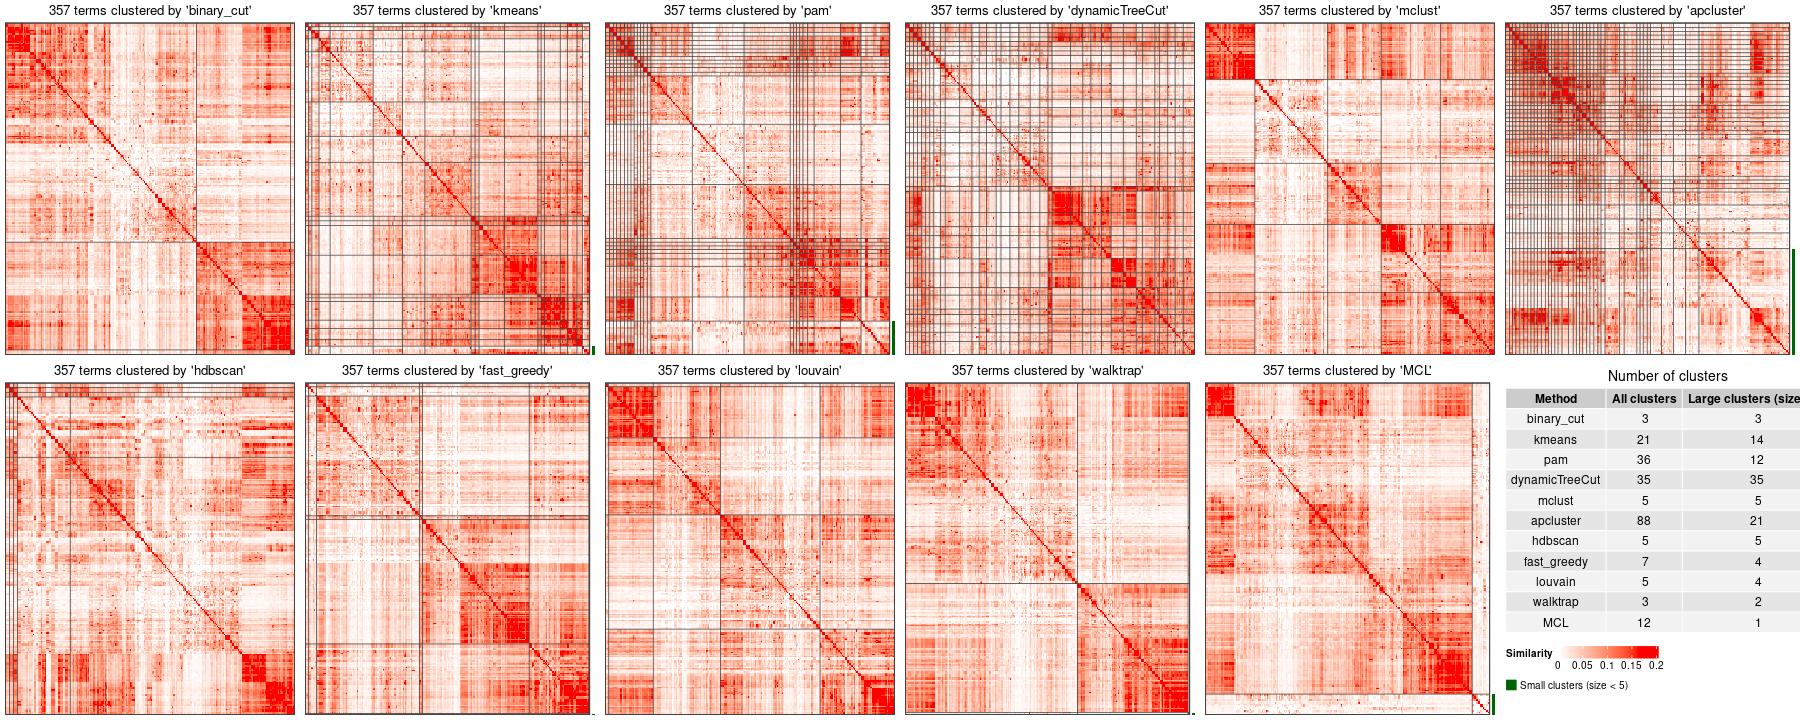 357 terms clustered by 'binary_cut'
357 terms clustered by 'kmeans'
357 terms clustered by 'pam'
357 terms clustered by 'dynamicTreeCut'
357 terms clustered by 'mclust'
357 terms clustered by 'apcluster'
357 terms clustered by 'hdbscan'
357 terms clustered by 'fast_greedy'
357 terms clustered by 'louvain'
357 terms clustered by 'walktrap'
357 terms clustered by 'MCL'
Number of clusters
Method All clusters Large clusters (size
binary_cut 3 3
kmeans 21 14
pam 36 12
dynamicTreeCut 35 35
mclust 5 5
apcluster 88 21
hdbscan 5 5
fast_greedy 7 4
louvain 5 4
walktrap 3 2
MCL 12 1
Similarity
0 0.05 0.1 0.15 0.2
Small clusters (size < 5)